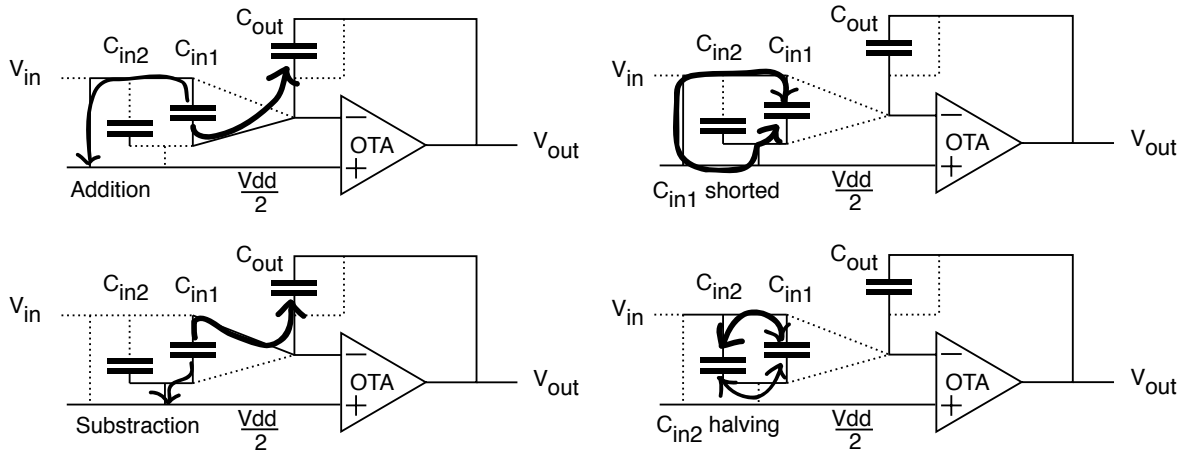 C_out
C_in2 C_in1
V_in
−
OTA
+
V_out
Addition
Vdd
2
C_out
C_in2 C_in1
V_in
−
OTA
+
V_out
C_in1 shorted
Vdd
2
C_out
C_in2 C_in1
V_in
−
OTA
+
V_out
Substraction
Vdd
2
C_out
C_in2 C_in1
V_in
−
OTA
+
V_out
C_in2 halving
Vdd
2